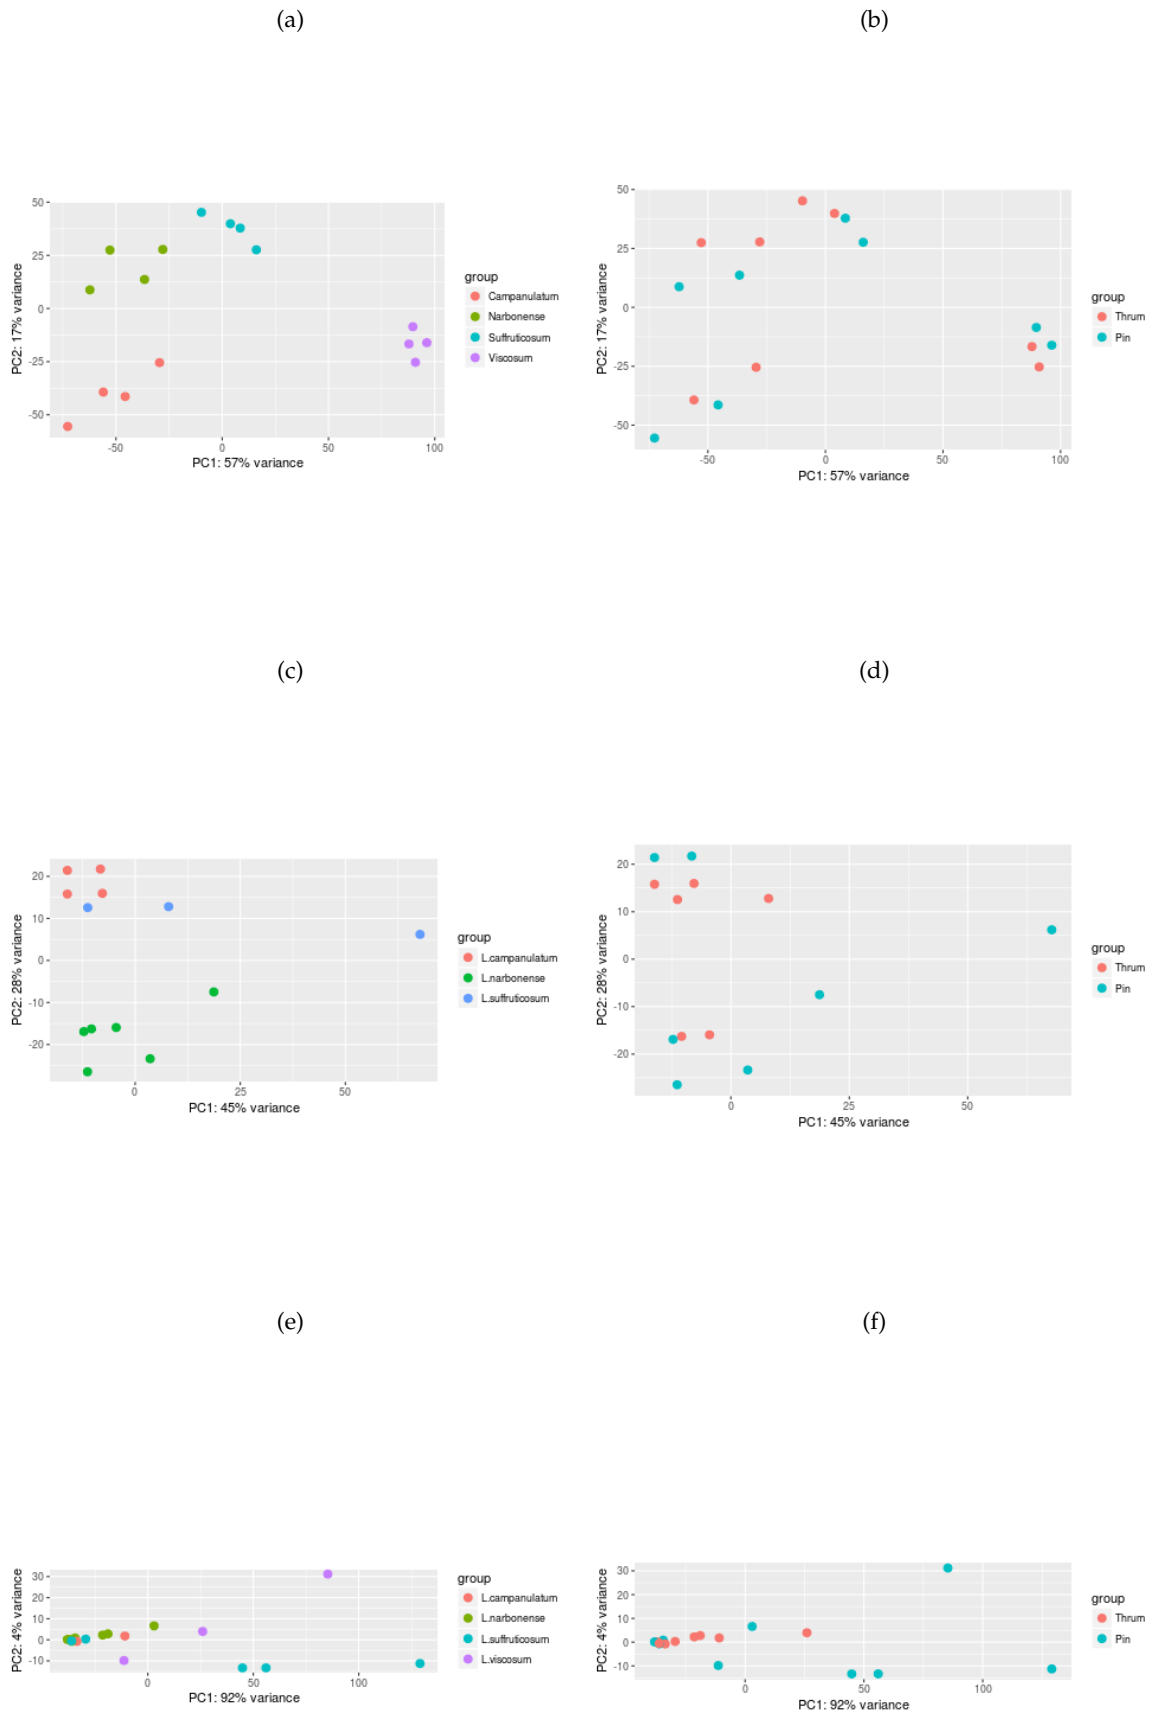 (a)
(b)
50
25
0
-25
-50
-50
0
50
100
PC2: 17% variance
PC1: 57% variance
group
Campanulatum
Narbonense
Suffruticosum
Viscosum
50
25
0
-25
-50
-50
0
50
100
PC2: 17% variance
PC1: 57% variance
group
Thrum
Pin
(c)
(d)
20
10
0
-10
-20
0
25
50
PC2: 28% variance
PC1: 45% variance
group
L.campanulatum
L.narbonense
L.suffruticosum
20
10
0
-10
-20
0
25
50
PC2: 28% variance
PC1: 45% variance
group
Thrum
Pin
(e)
(f)
30
20
10
0
-10
0
50
100
PC2: 4% variance
PC1: 92% variance
group
L.campanulatum
L.narbonense
L.suffruticosum
L.viscosum
30
20
10
0
-10
0
50
100
PC2: 4% variance
PC1: 92% variance
group
Thrum
Pin